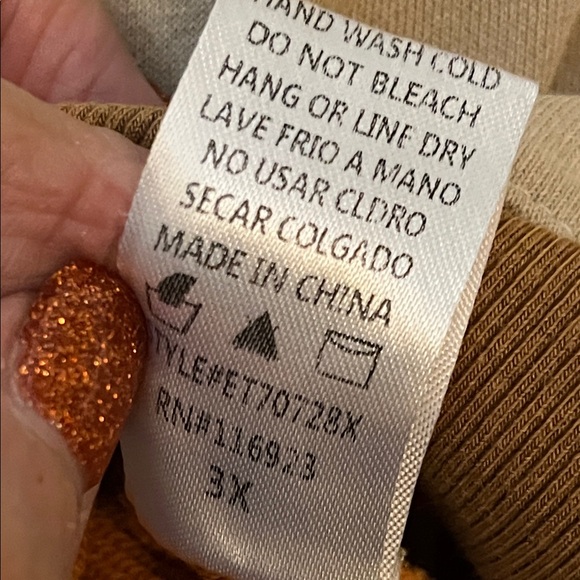 HAND WASH COLD
DO NOT BLEACH
HANG OR LINE DRY
LAVE FRIO A MANO
NO USAR CLDRO
SECAR COLGADO
MADE IN CHINA
TYLE#ET70728X
RN#116923
3X